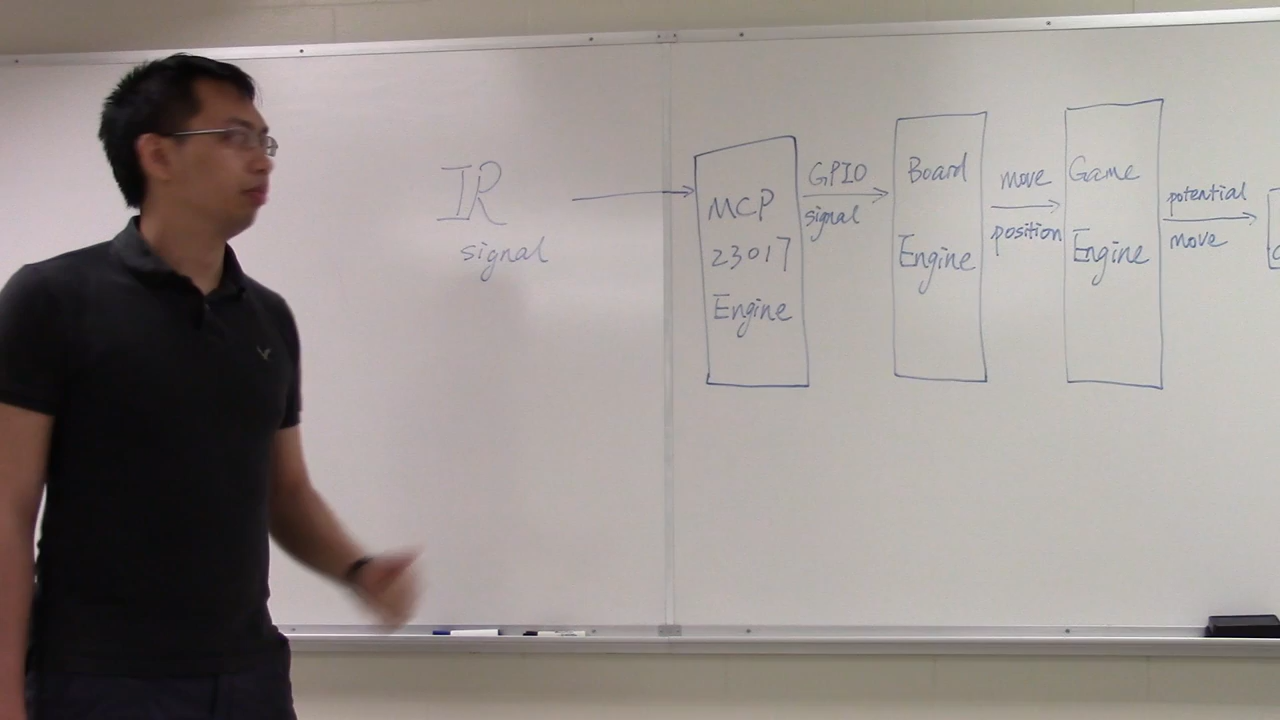 IR
signal
MCP
23017
Engine
GPIO
signal
Board
Engine
move
position
Game
Engine
potential
move